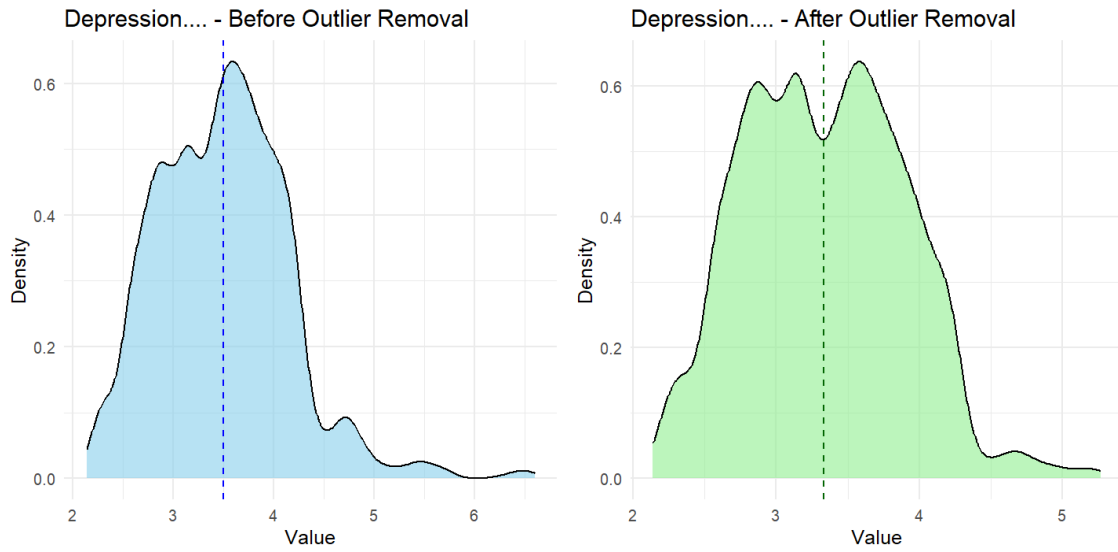 Depression.... - Before Outlier Removal
Density
0.6
0.4
0.2
0.0
2 3 4 5 6
Value
Depression.... - After Outlier Removal
Density
0.6
0.4
0.2
0.0
2 3 4 5
Value